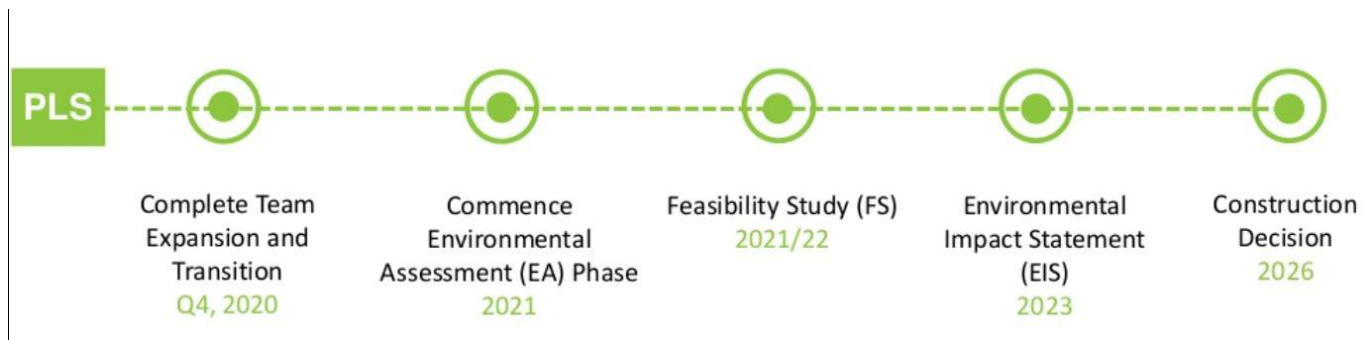 PLS
Complete Team
Expansion and
Transition
Q4, 2020
Commence
Environmental
Assessment (EA) Phase
2021
Feasibility Study (FS)
2021/22
Environmental
Impact Statement
(EIS)
2023
Construction
Decision
2026